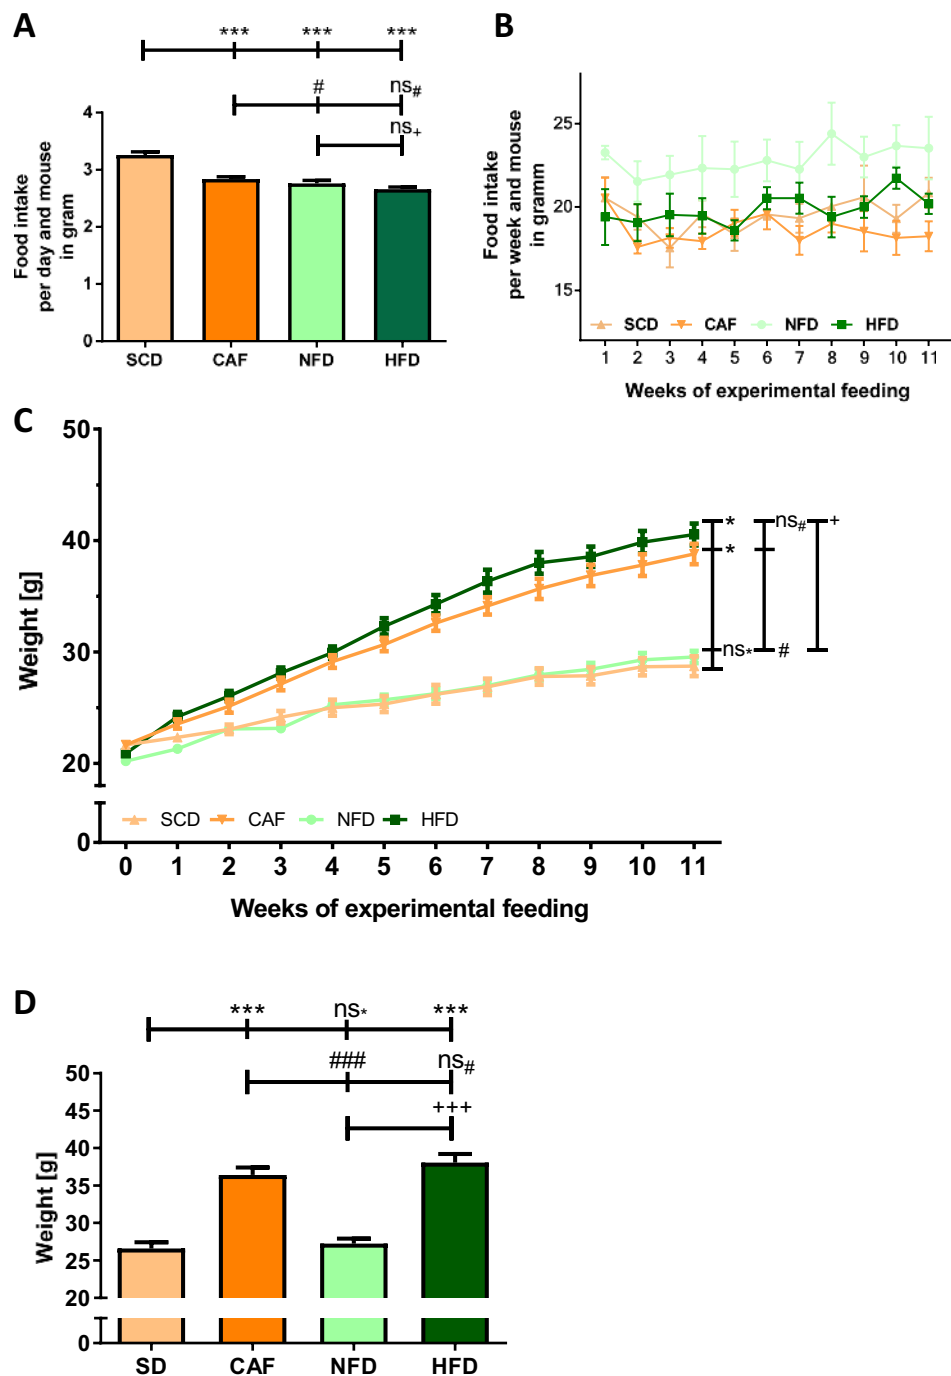 A
*** *** ***
# ns#
ns+
Food intake
per day and mouse
in gram
4
3
2
1
0
SCD CAF NFD HFD
B
Food intake
per week and mouse
in gramm
25
20
15
SCD CAF NFD HFD
1 2 3 4 5 6 7 8 9 10 11
Weeks of experimental feeding
C
Weight [g]
50
40
30
20
0
* ns# +
*
ns* #
SCD CAF NFD HFD
0 1 2 3 4 5 6 7 8 9 10 11
Weeks of experimental feeding
D
*** ns* ***
### ns#
+++
Weight [g]
50
45
40
35
30
25
20
0
SD CAF NFD HFD